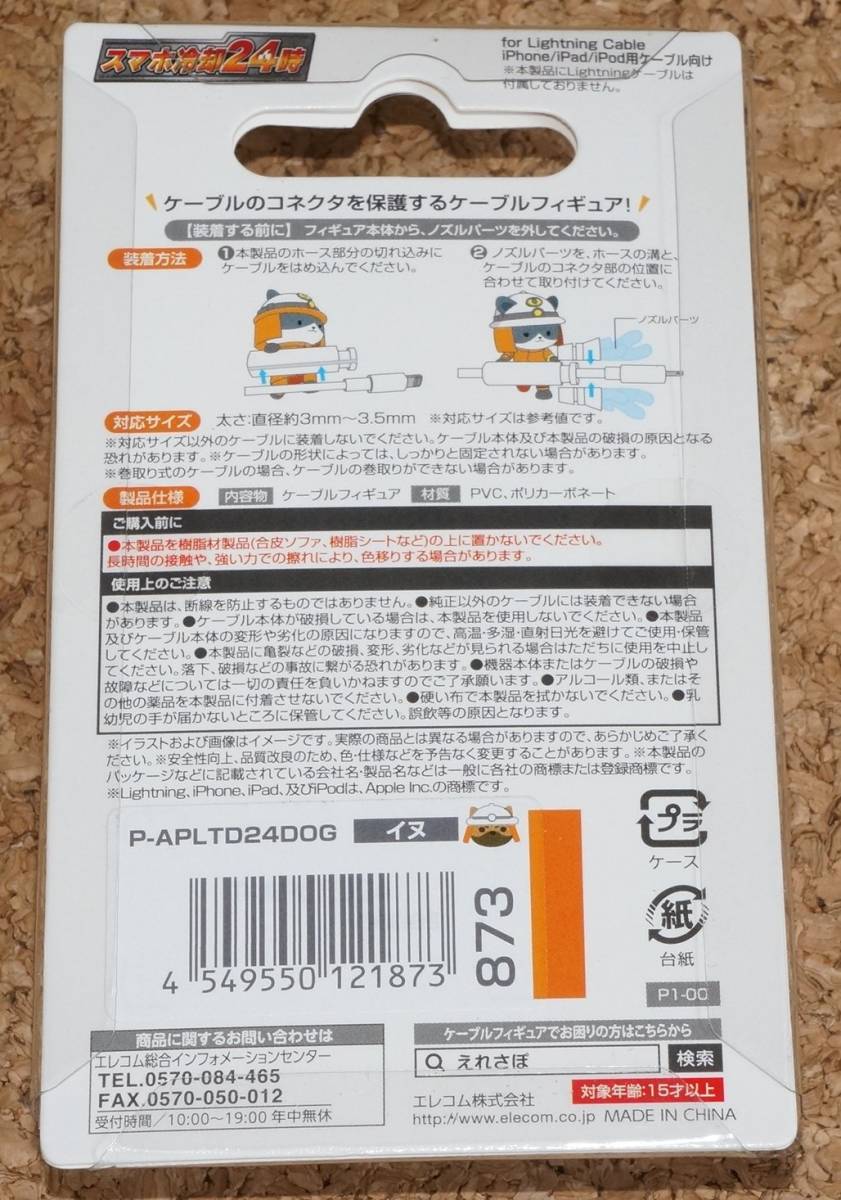 スマホ冷却24時
for Lightning Cable
iPhone/iPad/iPod用ケーブル向け
※本製品にLightningケーブルは
付属しておりません。
ケーブルのコネクタを保護するケーブルフィギュア!
【装着する前に】フィギュア本体から、ノズルパーツを外してください。
装着方法
❶本製品のホース部分の切れ込みに
ケーブルをはめ込んでください。
❷ノズルパーツを、ホースの溝と、
ケーブルのコネクタ部の位置に
合わせて取り付けてください。
ノズルパーツ
対応サイズ 太さ:直径約3mm～3.5mm ※対応サイズは参考値です。
※対応サイズ以外のケーブルに装着しないでください。ケーブル本体及び本製品の破損の原因となる
恐れがあります。※ケーブルの形状によっては、しっかりと固定されない場合があります。
※巻取り式のケーブルの場合、ケーブルの巻取りができない場合があります。
製品仕様 内容物 ケーブルフィギュア 材質 PVC、ポリカーボネート
ご購入前に
●本製品を樹脂材製品(合皮ソファ、樹脂シートなど)の上に置かないでください。
長時間の接触や、強い力での擦れにより、色移りする場合があります。
使用上のご注意
●本製品は、断線を防止するものではありません。●純正以外のケーブルには装着できない場合
があります。●ケーブル本体が破損している場合は、本製品を使用しないでください。●本製品
及びケーブル本体の変形や劣化の原因になりますので、高温・多湿・直射日光を避けてご使用・保管
してください。●本製品に亀裂などの破損、変形、劣化などが見られる場合はただちに使用を中止し
てください。落下、破損などの事故に繋がる恐れがあります。●機器本体またはケーブルの破損や
故障などについては一切の責任を負いかねますのでご了承願います。●アルコール類、またはそ
の他の薬品を本製品に付着させないでください。●硬い布で本製品を拭かないでください。●乳
幼児の手が届かないところに保管してください。誤飲等の原因となります。
※イラストおよび画像はイメージです。実際の商品とは異なる場合がありますので、あらかじめご了承く
ださい。※安全性向上、品質改良のため、色・仕様などを予告なく変更することがあります。※本製品の
パッケージなどに記載されている会社名・製品名などは一般に各社の商標または登録商標です。
※Lightning、iPhone、iPad、及びiPodは、Apple Inc.の商標です。
P-APLTD24DOG イヌ
4 549550 121873
873
プラ
ケース
紙
台紙
P1-00
商品に関するお問い合わせは
エレコム総合インフォメーションセンター
TEL.0570-084-465
FAX.0570-050-012
受付時間／10:00～19:00 年中無休
ケーブルフィギュアでお困りの方はこちらから
えれさぽ 検索
対象年齢:15才以上
エレコム株式会社
http://www.elecom.co.jp MADE IN CHINA